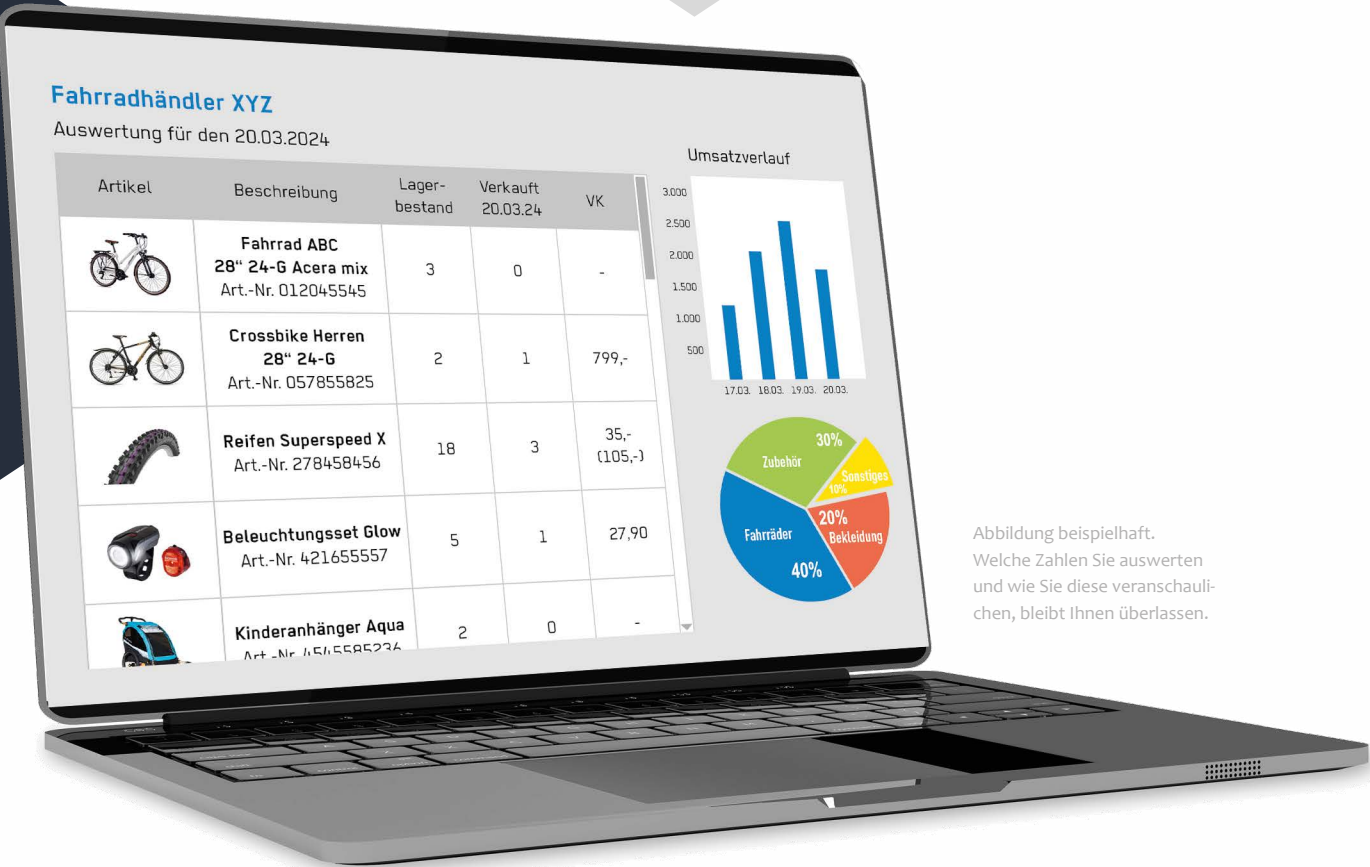 Fahrradhändler XYZ
Auswertung für den 20.03.2024
Artikel
Beschreibung
Lager-
bestand
Verkauft
20.03.24
VK
Fahrrad ABC
28“ 24-G Acera mix
Art.-Nr. 012045545
3
0
-
Crossbike Herren
28“ 24-G
Art.-Nr. 057855825
2
1
799,-
Reifen Superspeed X
Art.-Nr. 278458456
18
3
35,-
(105,-)
Beleuchtungsset Glow
Art.-Nr. 421655557
5
1
27,90
Kinderanhänger Aqua
Art.-Nr. 4545585236
2
0
-
Umsatzverlauf
3.000
2.500
2.000
1.500
1.000
500
17.03. 18.03. 19.03. 20.03.
30%
Zubehör
Sonstiges
10%
20%
Bekleidung
Fahrräder
40%
Abbildung beispielhaft.
Welche Zahlen Sie auswerten
und wie Sie diese veranschauli-
chen, bleibt Ihnen überlassen.